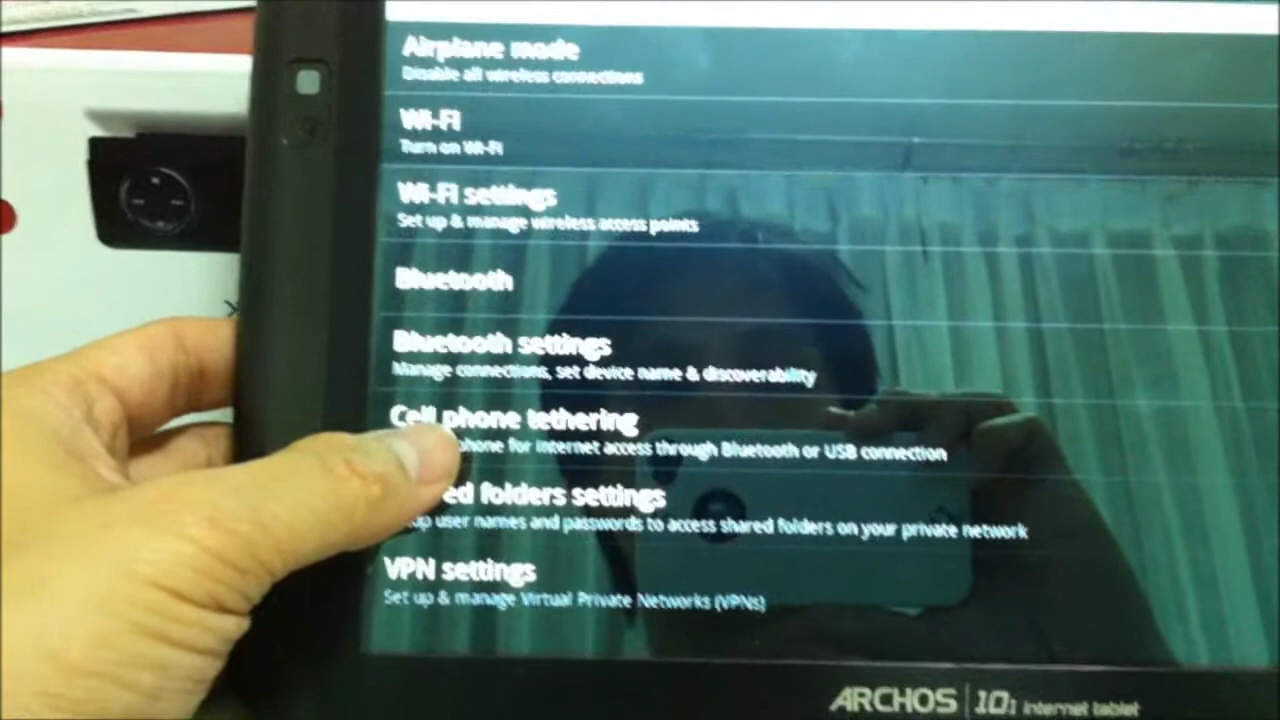 Airplane mode
Disable all wireless connections
Wi-Fi
Turn on Wi-Fi
Wi-Fi settings
Set up & manage wireless access points
Bluetooth
Bluetooth settings
Manage connections, set device name & discoverability
Cell phone tethering
phone for internet access through Bluetooth or USB connection
folders settings
user names and passwords to access shared folders on your private network
VPN settings
Set up & manage Virtual Private Networks (VPNs)
ARCHOS 101 internet tablet